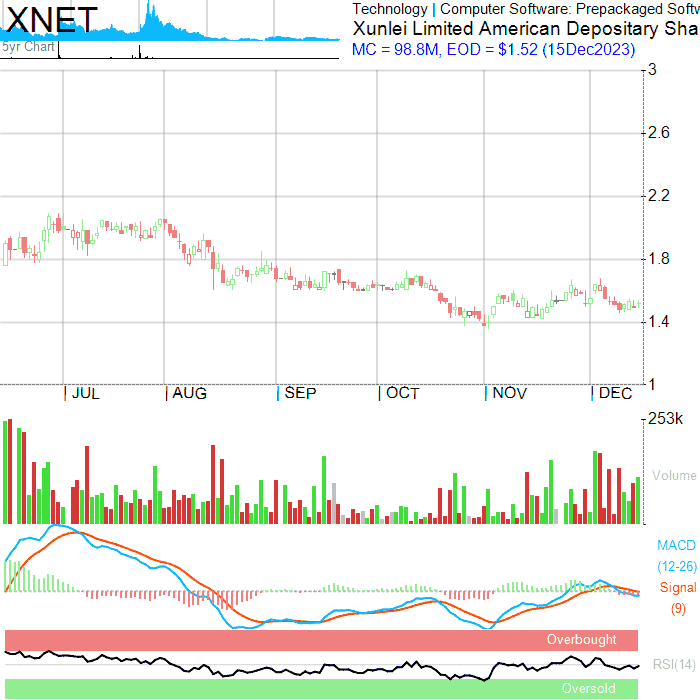 XNET
5yr Chart
Technology | Computer Software: Prepackaged Softw
Xunlei Limited American Depositary Sha
MC = 98.8M, EOD = $1.52 (15Dec2023)
3
2.6
2.2
1.8
1.4
1
JUL AUG SEP OCT NOV DEC
253k
Volume
MACD
(12-26)
Signal
(9)
Overbought
RSI(14)
Oversold